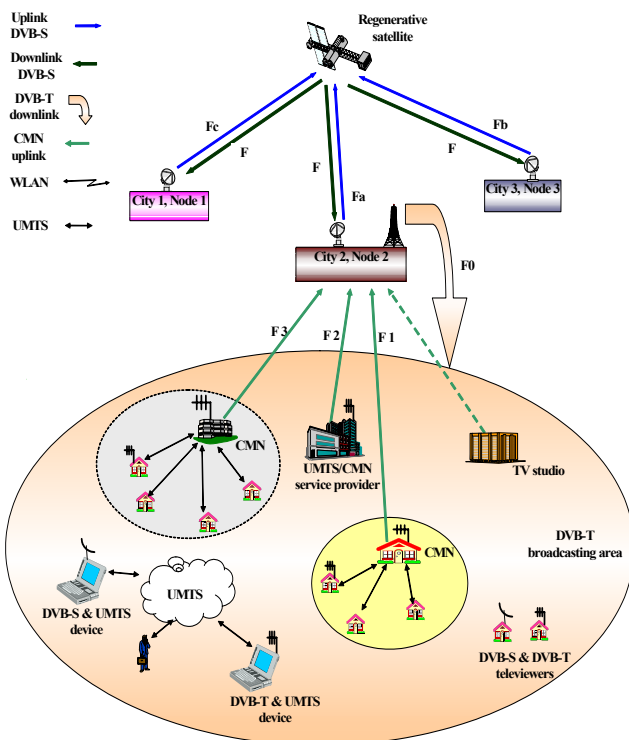 Uplink
DVB-S
Downlink
DVB-S
DVB-T
downlink
CMN
uplink
WLAN
UMTS
Regenerative
satellite
Fc
F
F
Fa
Fb
F
City 1, Node 1
City 3, Node 3
City 2, Node 2
F0
F 3
F 2
F 1
CMN
UMTS/CMN
service provider
TV studio
DVB-T
broadcasting area
CMN
UMTS
DVB-S & UMTS
device
DVB-T & UMTS
device
DVB-S & DVB-T
televiewers